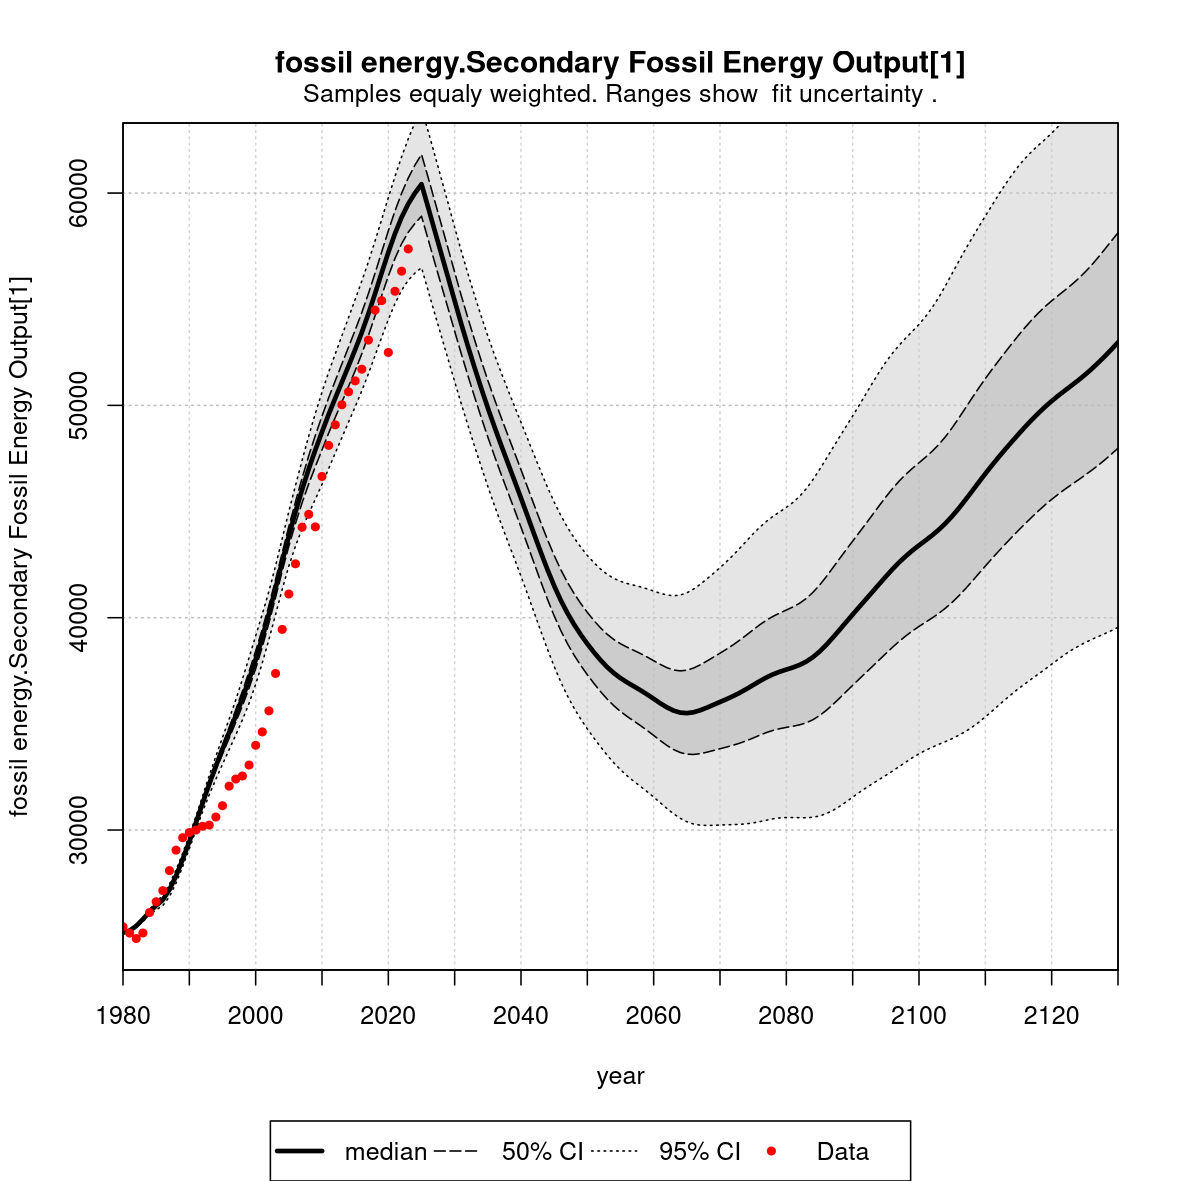 fossil energy.Secondary Fossil Energy Output[1]
Samples equaly weighted. Ranges show  fit uncertainty .
fossil energy.Secondary Fossil Energy Output[1]
60000
50000
40000
30000
1980 2000 2020 2040 2060 2080 2100 2120
year
median 50% CI 95% CI Data